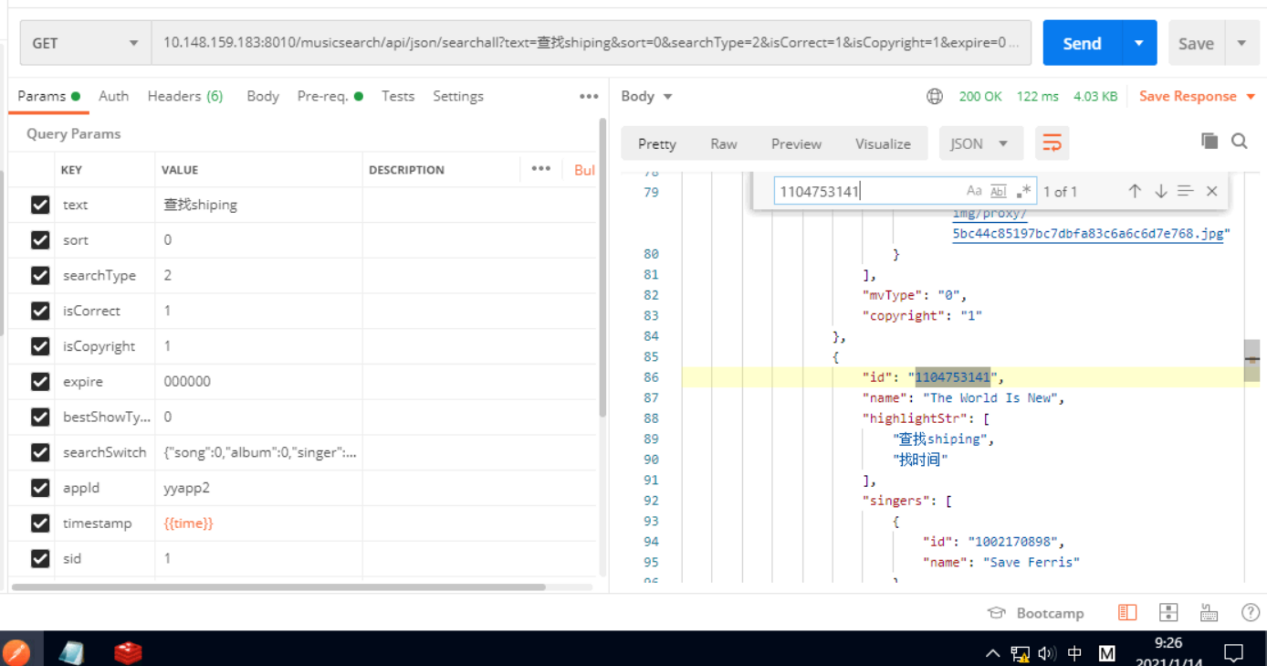 GET 10.148.159.183:8010/musicsearch/api/json/searchall?text=查找shiping&sort=0&searchType=2&isCorrect=1&isCopyright=1&expire=0 ... Send Save
Params Auth Headers (6) Body Pre-req. Tests Settings •••
Query Params
KEY VALUE DESCRIPTION ••• Bul
text 查找shiping
sort 0
searchType 2
isCorrect 1
isCopyright 1
expire 000000
bestShowTy... 0
searchSwitch {"song":0,"album":0,"singer":...
appId yyapp2
timestamp {{time}}
sid 1
Body 200 OK 122 ms 4.03 KB Save Response
Pretty Raw Preview Visualize JSON
1104753141 Aa Abl .* 1 of 1
78
79
img/proxy/
5bc44c85197bc7dbfa83c6a6c6d7e768.jpg"
80 }
81 ],
82 "mvType": "0",
83 "copyright": "1"
84 },
85 {
86 "id": "1104753141",
87 "name": "The World Is New",
88 "highlightStr": [
89 "查找shiping",
90 "找时间"
91 ],
92 "singers": [
93 {
94 "id": "1002170898",
95 "name": "Save Ferris"
96 }
Bootcamp
中 M 9:26
2021/1/14